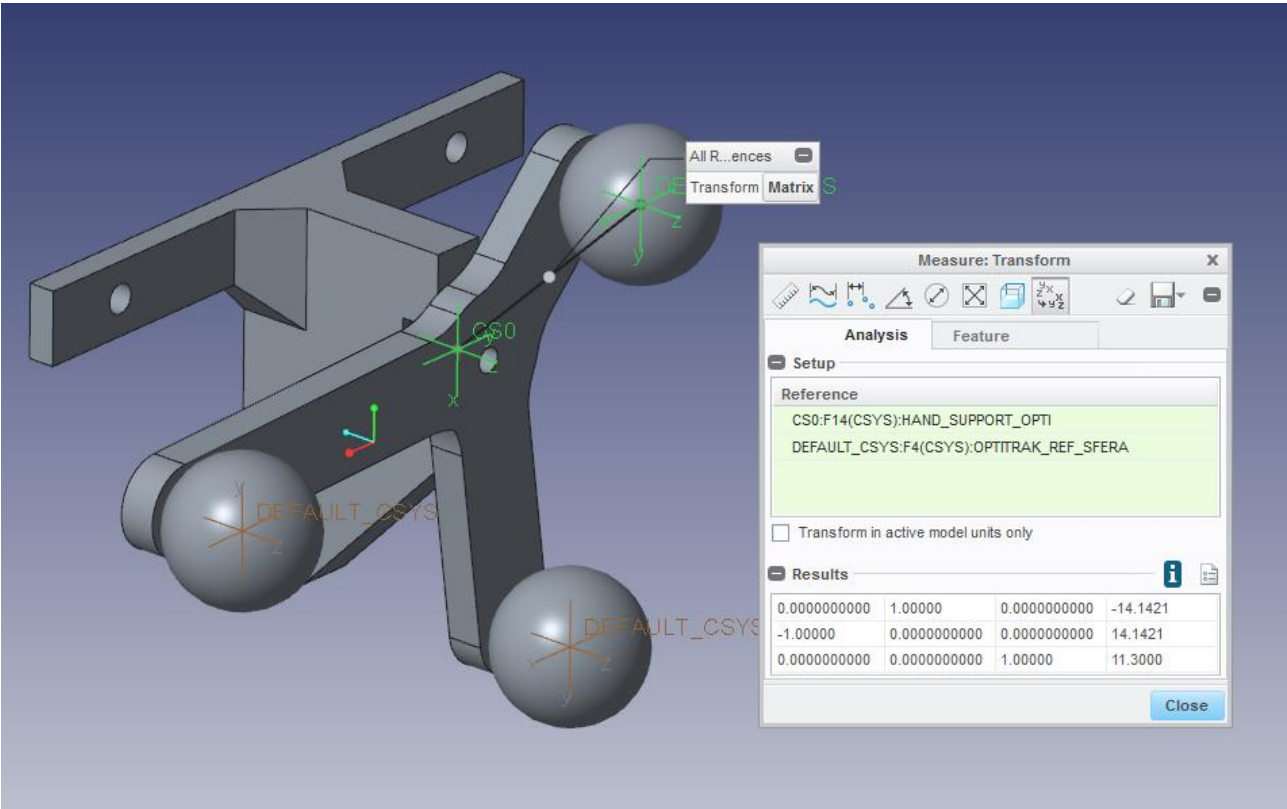 All R...ences
Transform Matrix
DE S
z
y
CS0
y
z
x
y
DEFAULT_CSYS
z
DEFAULT_CSYS
x z
y
Measure: Transform X
Analysis Feature
Setup
Reference
CS0:F14(CSYS):HAND_SUPPORT_OPTI
DEFAULT_CSYS:F4(CSYS):OPTITRAK_REF_SFERA
Transform in active model units only
Results
0.0000000000 1.00000 0.0000000000 -14.1421
-1.00000 0.0000000000 0.0000000000 14.1421
0.0000000000 0.0000000000 1.00000 11.3000
Close